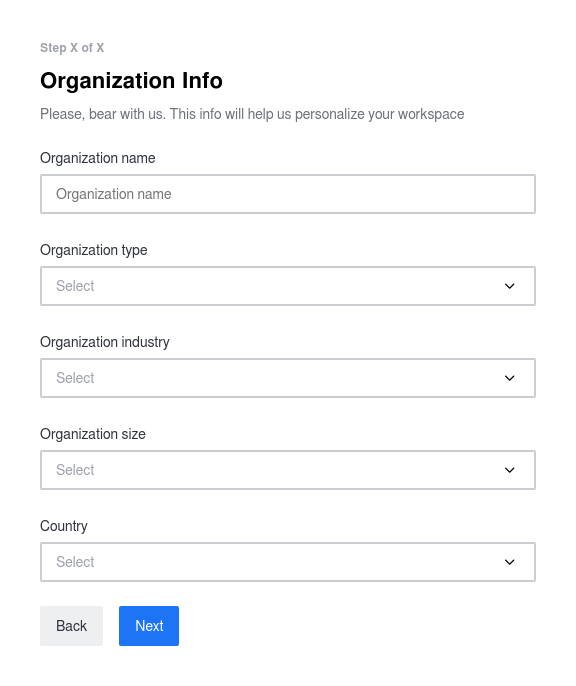 Step X of X
Organization Info
Please, bear with us. This info will help us personalize your workspace
Organization name
Organization name
Organization type
Select
Organization industry
Select
Organization size
Select
Country
Select
Back Next